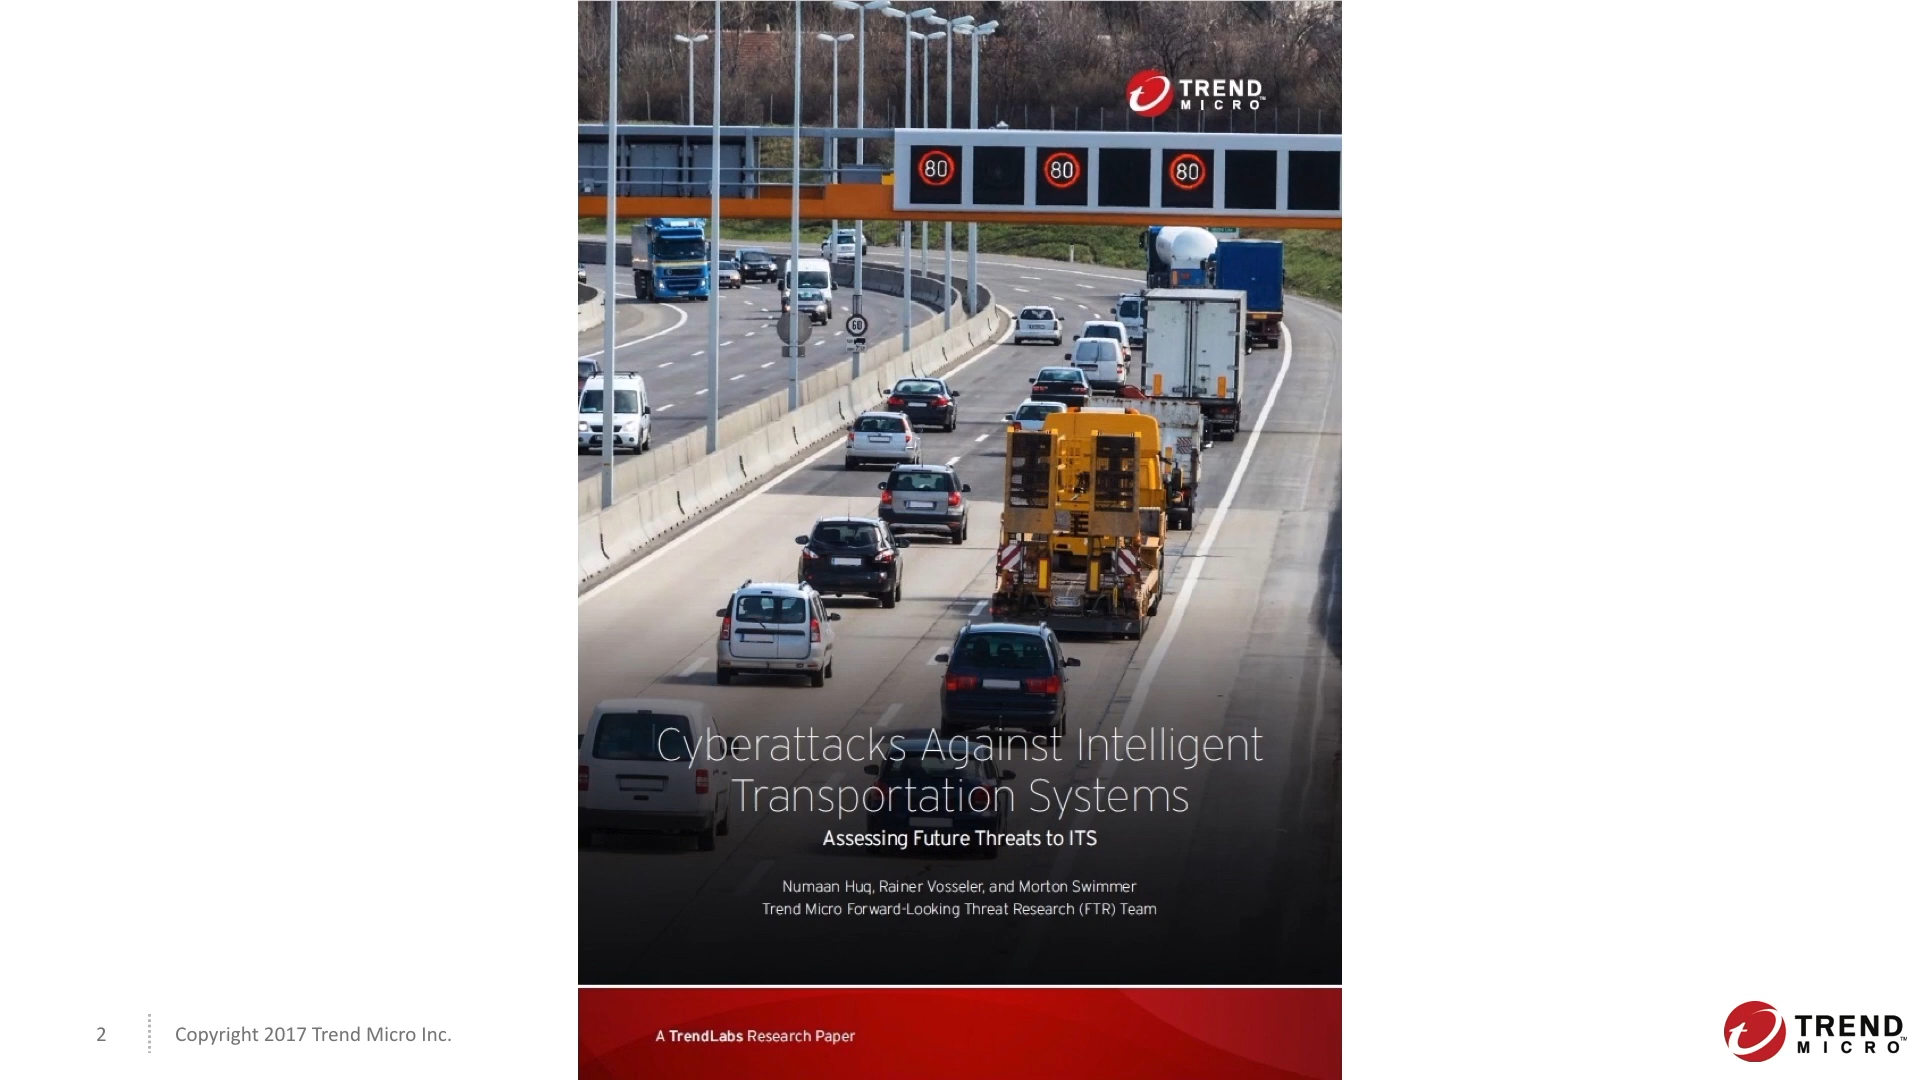 TREND
MICRO™
80 80 80
60
Cyberattacks Against Intelligent
Transportation Systems
Assessing Future Threats to ITS
Numaan Huq, Rainer Vosseler, and Morton Swimmer
Trend Micro Forward-Looking Threat Research (FTR) Team
A TrendLabs Research Paper
2
Copyright 2017 Trend Micro Inc.
TREND
MICRO™